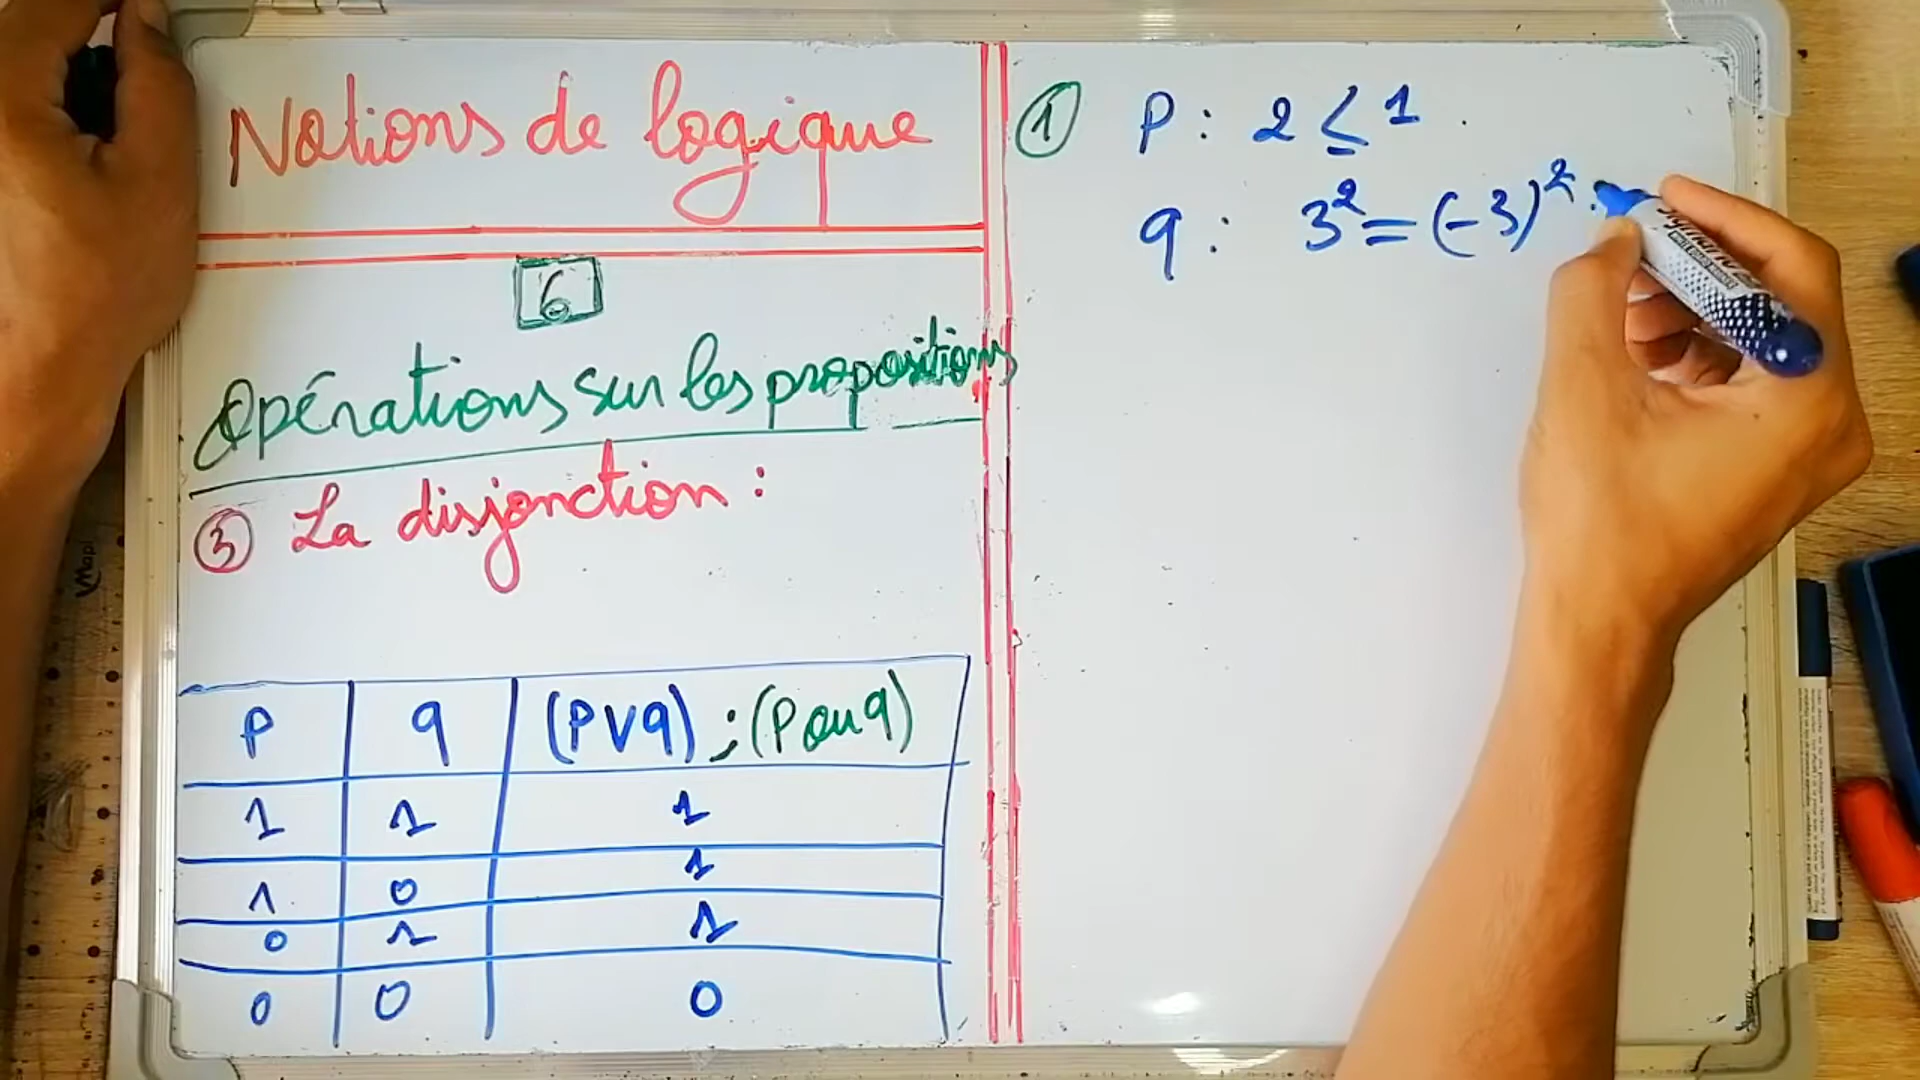 Notions de logique
6
Opérations sur les propositions
③ La disjonction :
P q (P∨q) ; (P ou q)
1 1 1
1 0 1
0 1 1
0 0 0
① P : 2 ≤ 1 .
q : 3² = (-3)² .
Mapl